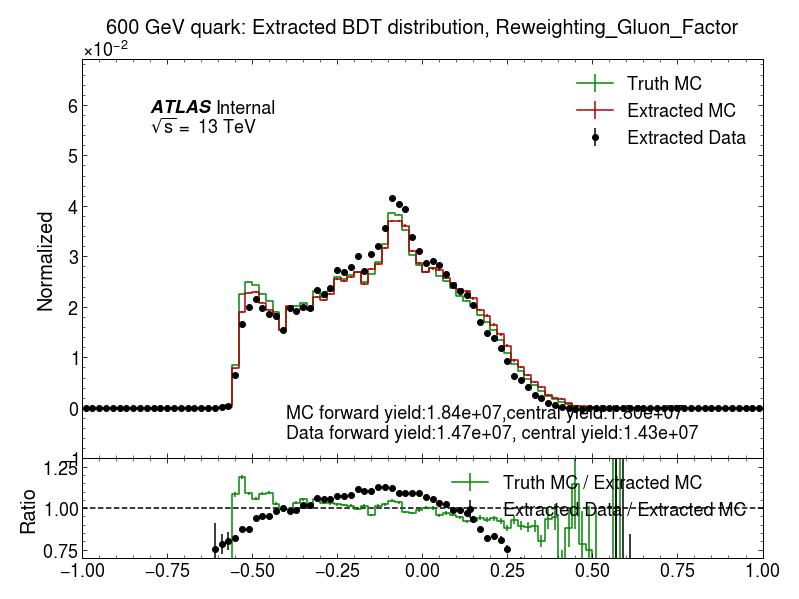 600 GeV quark: Extracted BDT distribution, Reweighting_Gluon_Factor
×10⁻²
ATLAS Internal
√s = 13 TeV
Truth MC
Extracted MC
Extracted Data
Normalized
6
5
4
3
2
1
0
MC forward yield:1.84e+07,central yield:1.80e+07
Data forward yield:1.47e+07, central yield:1.43e+07
1
Ratio
1.25
1.00
0.75
Truth MC / Extracted MC
Extracted Data / Extracted MC
−1.00 −0.75 −0.50 −0.25 0.00 0.25 0.50 0.75 1.00